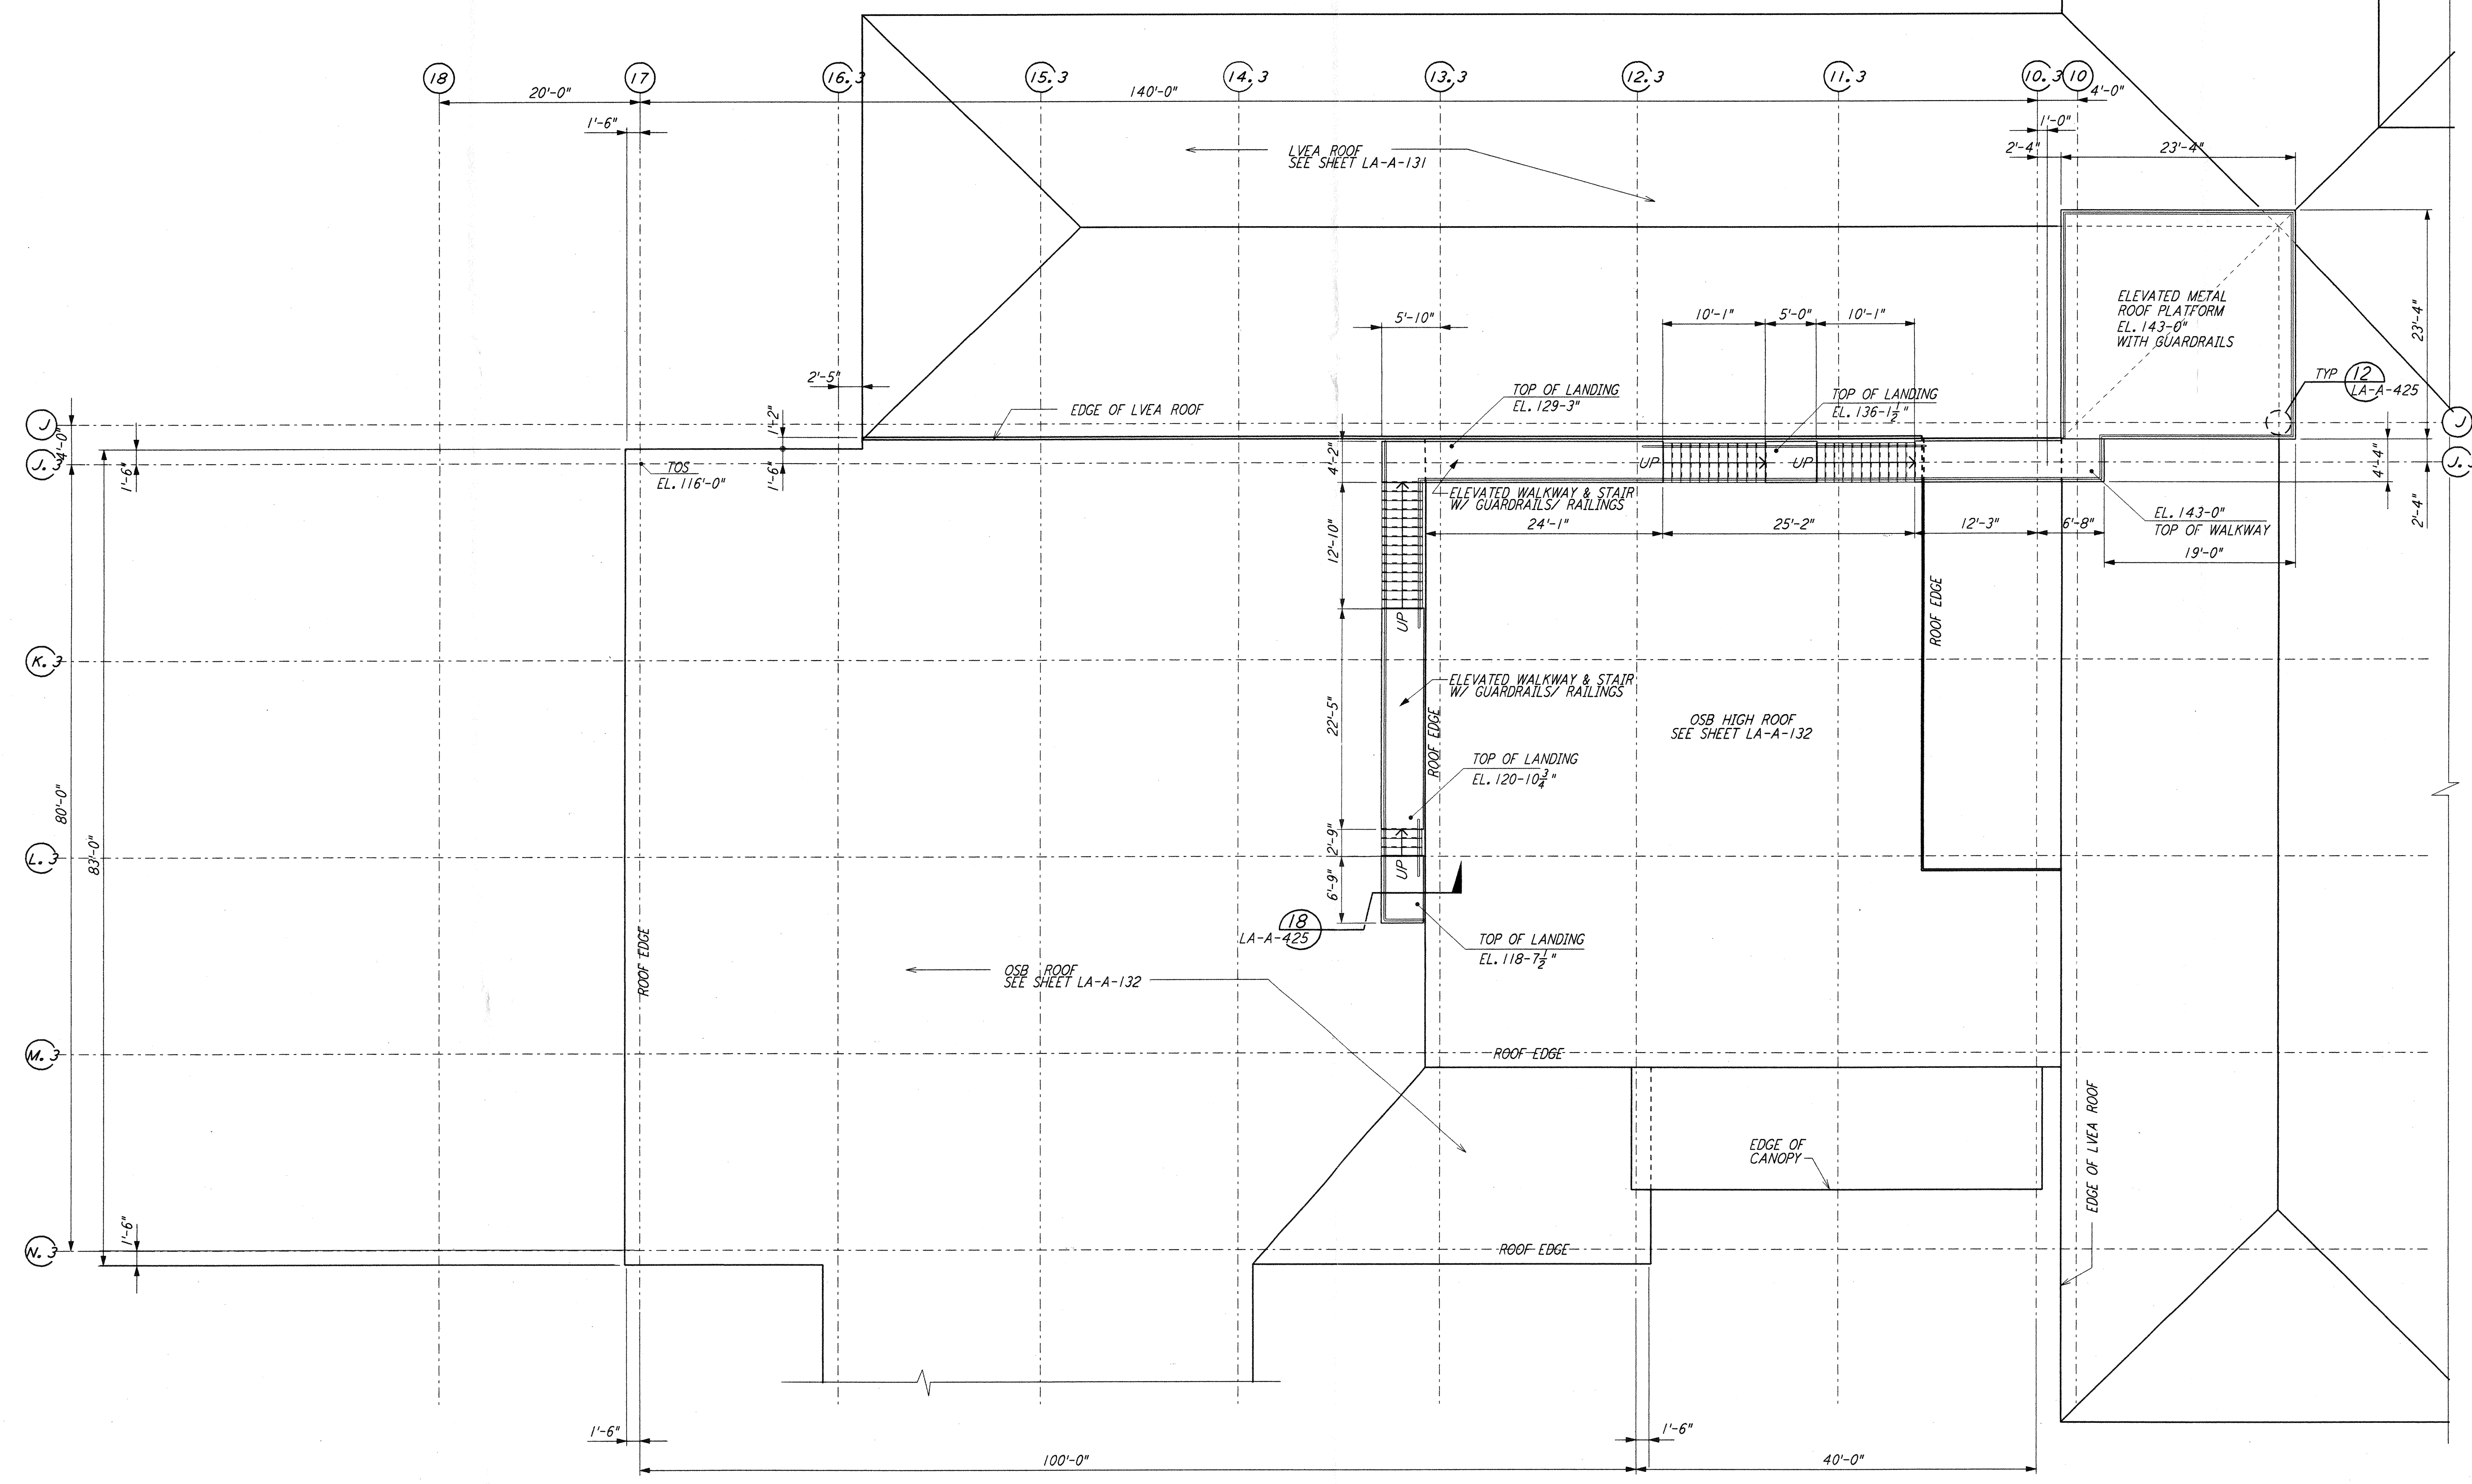 18
17
16.3
15.3
14.3
13.3
12.3
11.3
10.3
10
20'-0"
140'-0"
4'-0"
1'-6"
1'-0"
2'-4"
23'-4"
LVEA ROOF
SEE SHEET LA-A-131
ELEVATED METAL
ROOF PLATFORM
EL. 143-0"
WITH GUARDRAILS
23'-4"
5'-10"
10'-1"
5'-0"
10'-1"
2'-5"
TYP
12
LA-A-425
TOP OF LANDING
EL. 129-3"
TOP OF LANDING
EL. 136-1 1/2"
EDGE OF LVEA ROOF
J
J
4'-0"
1'-2"
J.3
J.3
1'-6"
1'-6"
TOS
EL. 116'-0"
4'-2"
UP
UP
4'-4"
2'-4"
ELEVATED WALKWAY & STAIR
W/ GUARDRAILS/ RAILINGS
24'-1"
25'-2"
12'-3"
6'-8"
EL. 143-0"
TOP OF WALKWAY
19'-0"
12'-10"
UP
ROOF EDGE
K.3
ELEVATED WALKWAY & STAIR
W/ GUARDRAILS/ RAILINGS
22'-5"
ROOF EDGE
OSB HIGH ROOF
SEE SHEET LA-A-132
TOP OF LANDING
EL. 120-10 3/4"
80'-0"
83'-0"
L.3
2'-9"
UP
6'-9"
18
LA-A-425
TOP OF LANDING
EL. 118-7 1/2"
ROOF EDGE
OSB ROOF
SEE SHEET LA-A-132
M.3
ROOF EDGE
EDGE OF
CANOPY
EDGE OF LVEA ROOF
1'-6"
N.3
ROOF EDGE
1'-6"
1'-6"
100'-0"
40'-0"